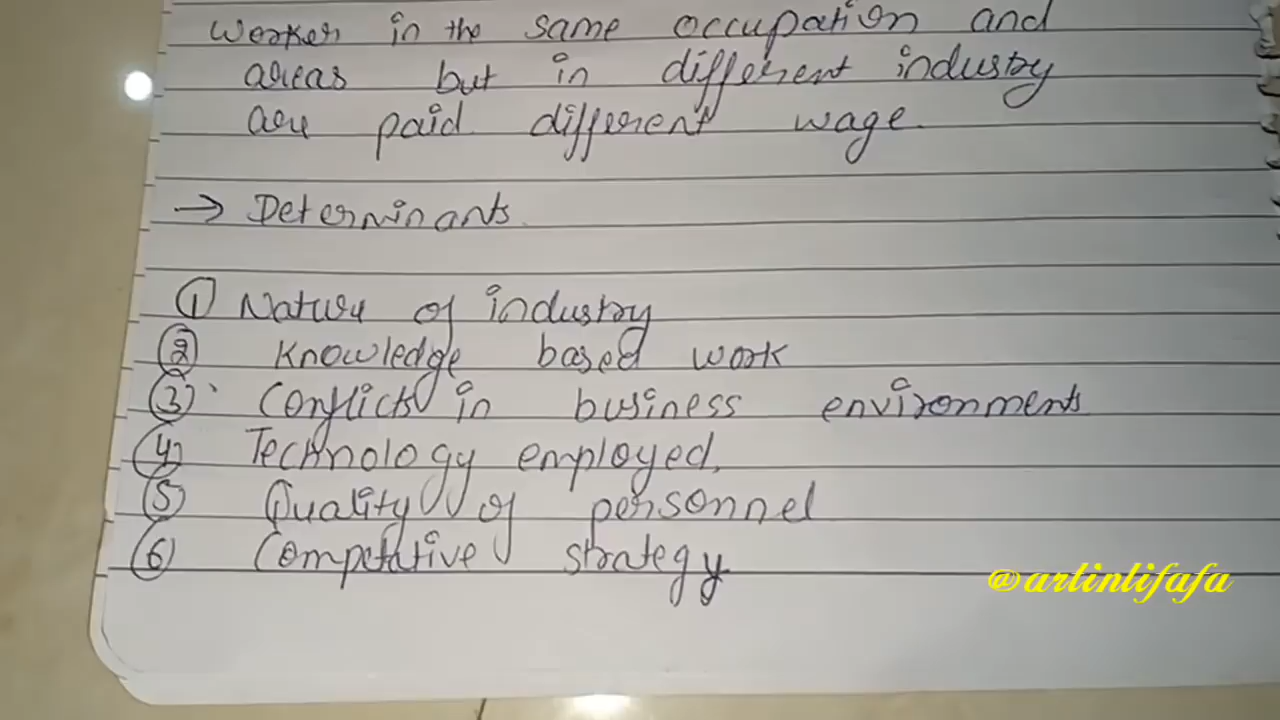 Worker in the same occupation and
areas but in different industry
are paid different wage.
→ Determinants.
① Nature of industry
② Knowledge based work
③ Conflicts in business environments
④ Technology employed.
⑤ Quality of personnel
⑥ Competative strategy
@artinlifafa